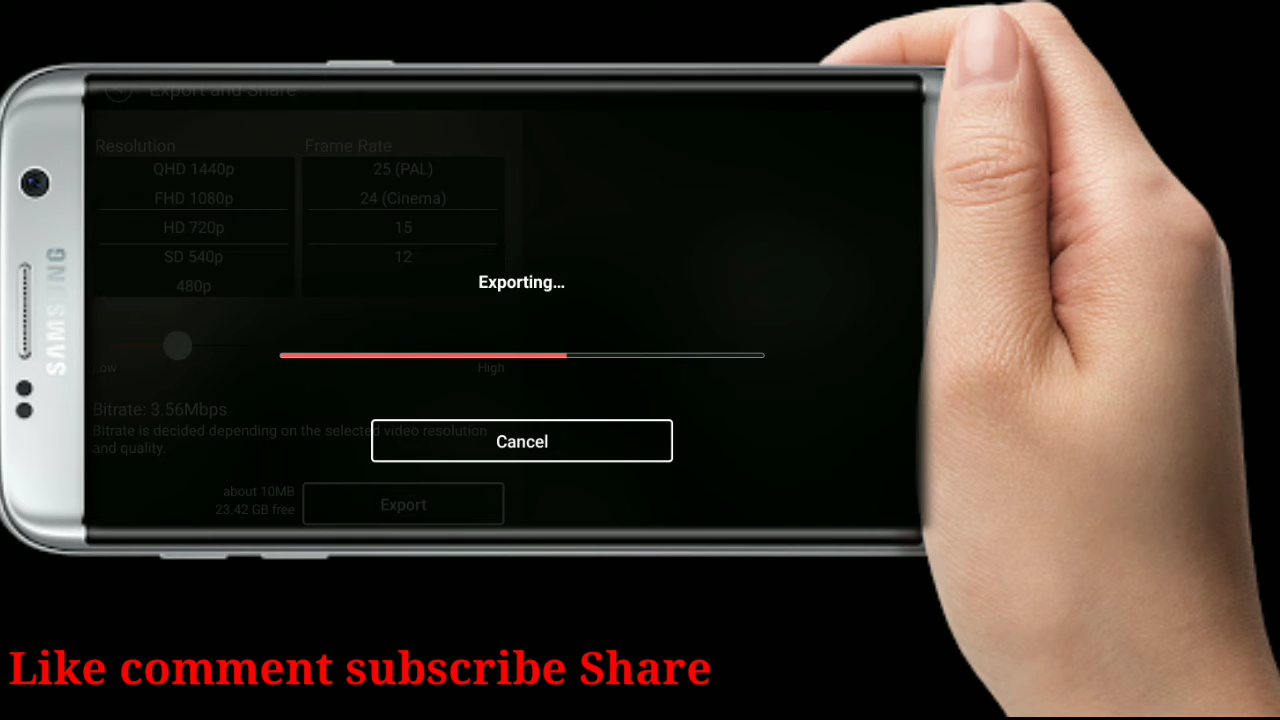 Export and Share
Resolution
Frame Rate
QHD 1440p
25 (PAL)
FHD 1080p
24 (Cinema)
HD 720p
15
SD 540p
12
480p
Exporting...
Low
High
Bitrate: 3.56Mbps
Bitrate is decided depending on the selected video resolution
and quality.
Cancel
about 10MB
23.42 GB free
Export
SAMSUNG
Like comment subscribe Share